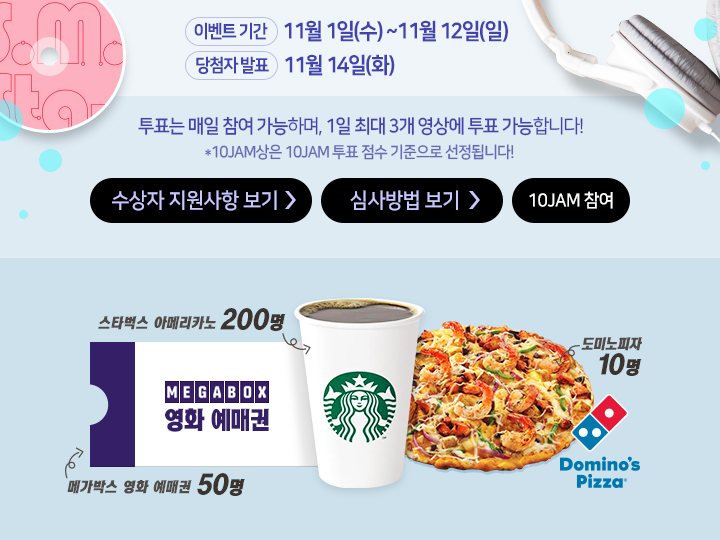 S.M.
Sta
이벤트 기간 11월 1일(수) ~11월 12일(일)
당첨자 발표 11월 14일(화)
투표는 매일 참여 가능하며, 1일 최대 3개 영상에 투표 가능합니다!
*10JAM상은 10JAM 투표 점수 기준으로 선정됩니다!
수상자 지원사항 보기 ❯
심사방법 보기 ❯
10JAM 참여
스타벅스 아메리카노 200명
도미노피자
10명
MEGABOX
영화 예매권
Domino's
Pizza
메가박스 영화 예매권 50명